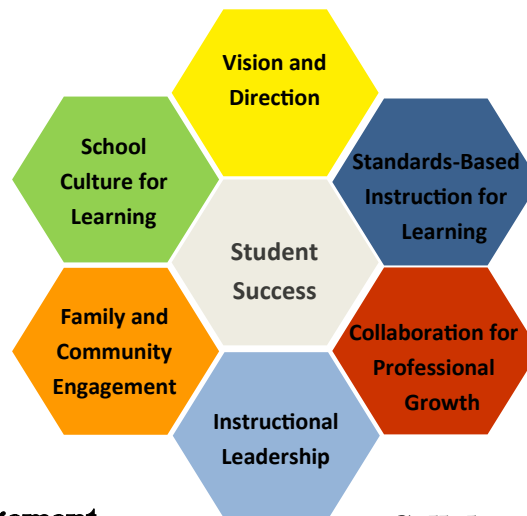 Vision and
Direction
School
Culture for
Learning
Standards-Based
Instruction for
Learning
Student
Success
Family and
Community
Engagement
Collaboration for
Professional
Growth
Instructional
Leadership